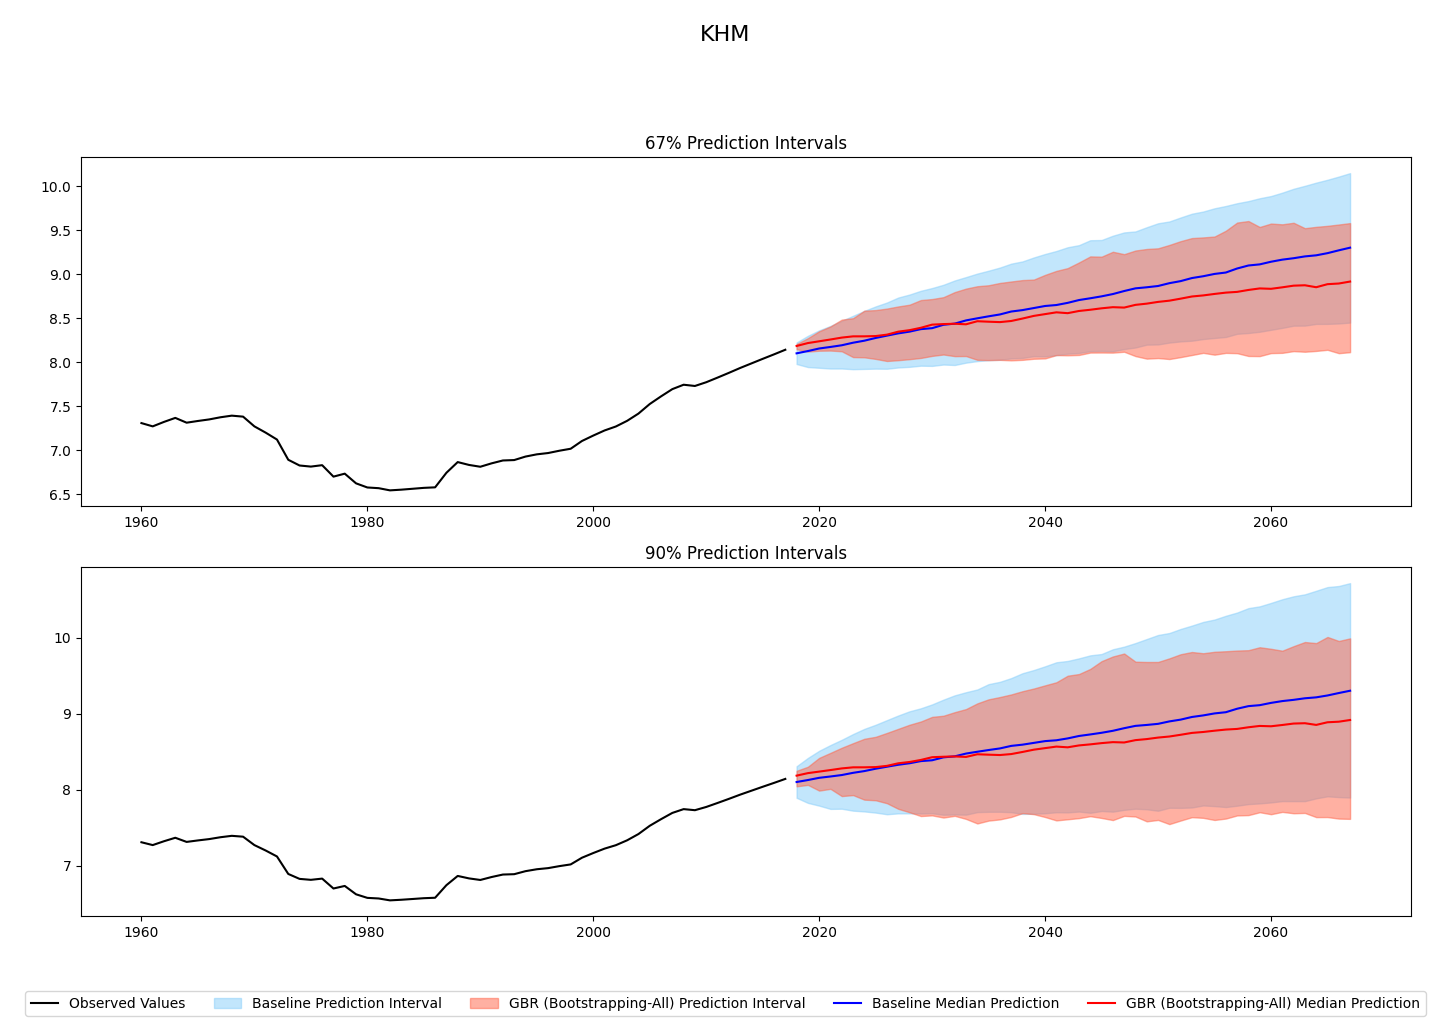 KHM
67% Prediction Intervals
10.0
9.5
9.0
8.5
8.0
7.5
7.0
6.5
1960 1980 2000 2020 2040 2060
90% Prediction Intervals
10
9
8
7
1960 1980 2000 2020 2040 2060
Observed Values Baseline Prediction Interval GBR (Bootstrapping-All) Prediction Interval Baseline Median Prediction GBR (Bootstrapping-All) Median Prediction